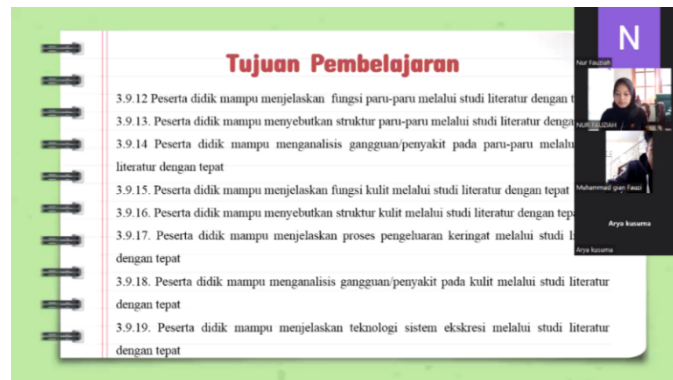 Tujuan Pembelajaran
3.9.12 Peserta didik mampu menjelaskan fungsi paru-paru melalui studi literatur dengan
3.9.13. Peserta didik mampu menyebutkan struktur paru-paru melalui studi literatur
3.9.14 Peserta didik mampu menganalisis gangguan/penyakit pada paru-paru
literatur dengan tepat
3.9.15. Peserta didik mampu menjelaskan fungsi kulit melalui studi literatur dengan tepat
3.9.16. Peserta didik mampu menyebutkan struktur kulit melalui studi literatur dengan
3.9.17. Peserta didik mampu menjelaskan proses pengeluaran keringat melalui studi
dengan tepat
3.9.18. Peserta didik mampu menganalisis gangguan/penyakit pada kulit melalui studi literatur
dengan tepat
3.9.19. Peserta didik mampu menjelaskan teknologi sistem ekskresi melalui studi literatur
dengan tepat
N
Nur Fauziah
NUR FAUZIAH
Muhammad gian Fauzi
Arya kusuma
Arya kusuma